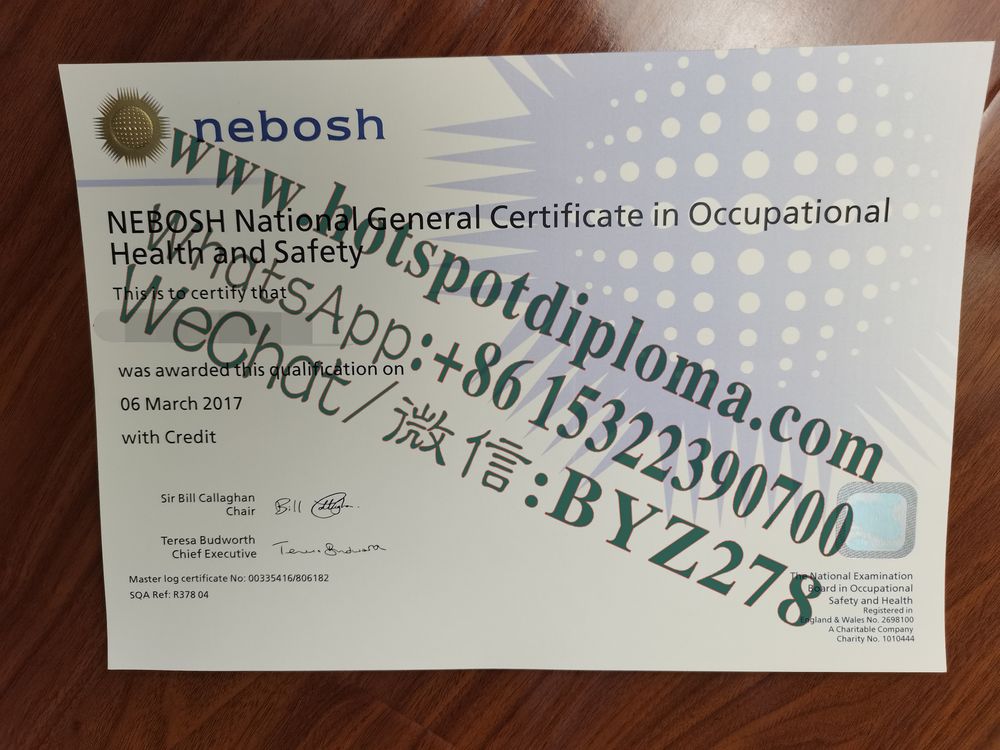 nebosh
NEBOSH National General Certificate in Occupational
Health and Safety
This is to certify that
was awarded this qualification on
06 March 2017
with Credit
Sir Bill Callaghan
Chair
Teresa Budworth
Chief Executive
Master log certificate No: 00335416/806182
SQA Ref: R378 04
The National Examination
Board in Occupational
Safety and Health
Registered in
England & Wales No. 2698100
A Charitable Company
Charity No. 1010444
www.hotspotdiploma.com
WhatsApp:+86 15322390700
WeChat/微信:BYZ278